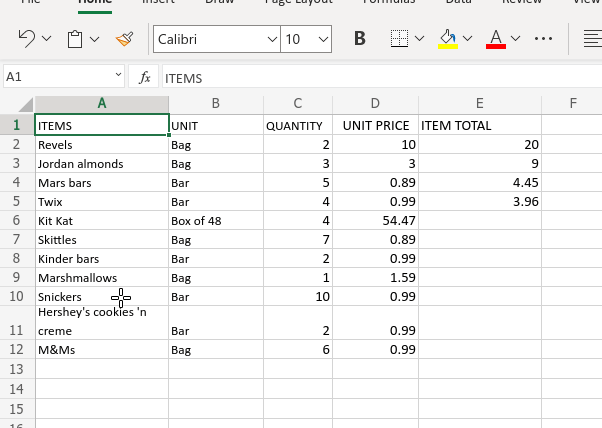 File Home Insert Page Layout Formulas Data Review View
Calibri 10 B A
A1 fx ITEMS
A B C D E F
1 ITEMS UNIT QUANTITY UNIT PRICE ITEM TOTAL
2 Revels Bag 2 10 20
3 Jordan almonds Bag 3 3 9
4 Mars bars Bar 5 0.89 4.45
5 Twix Bar 4 0.99 3.96
6 Kit Kat Box of 48 4 54.47
7 Skittles Bag 7 0.89
8 Kinder bars Bar 2 0.99
9 Marshmallows Bag 1 1.59
10 Snickers Bar 10 0.99
Hershey's cookies 'n
11 creme Bar 2 0.99
12 M&Ms Bag 6 0.99
13
14
15
16